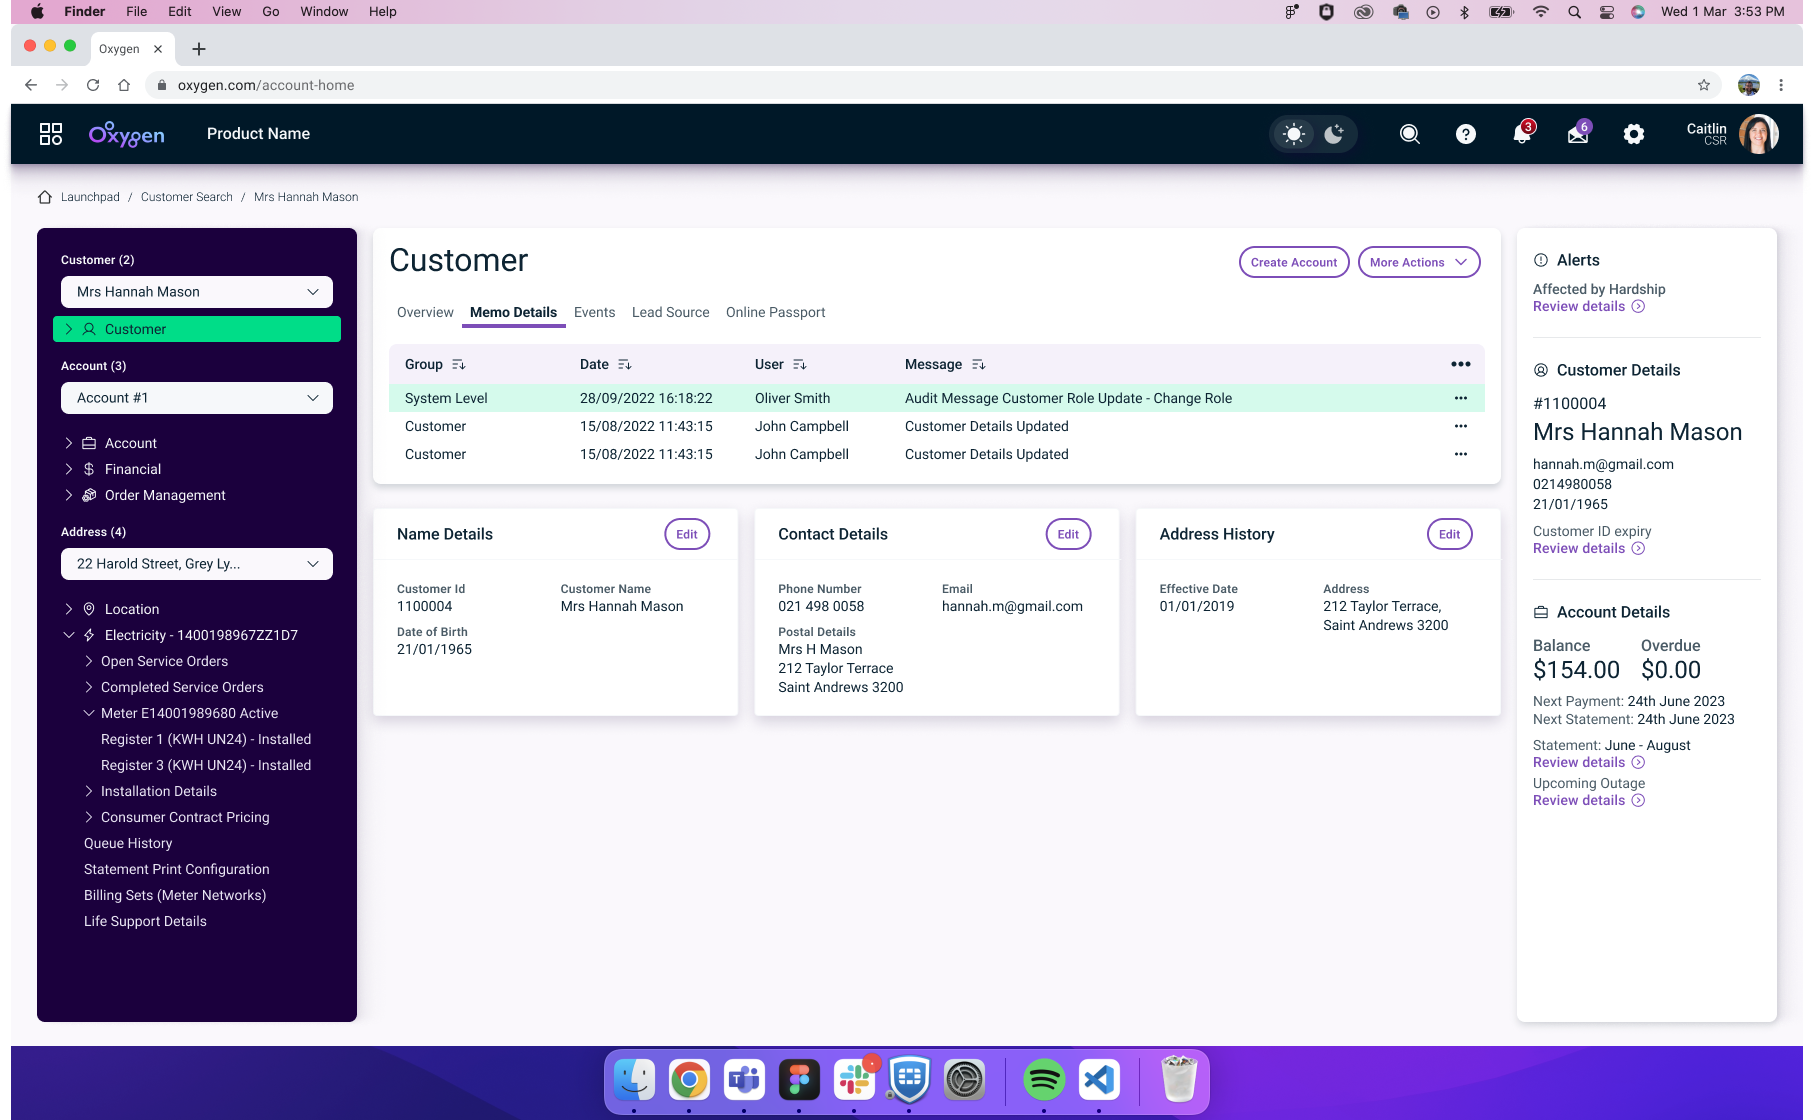 Finder File Edit View Go Window Help Wed 1 Mar 3:53 PM
Oxygen
oxygen.com/account-home
Oxygen Product Name 3 6 Caitlin
CSR
Launchpad / Customer Search / Mrs Hannah Mason
Customer (2)
Mrs Hannah Mason
Customer
Account (3)
Account #1
Account
Financial
Order Management
Address (4)
22 Harold Street, Grey Ly...
Location
Electricity - 1400198967ZZ1D7
Open Service Orders
Completed Service Orders
Meter E14001989680 Active
Register 1 (KWH UN24) - Installed
Register 3 (KWH UN24) - Installed
Installation Details
Consumer Contract Pricing
Queue History
Statement Print Configuration
Billing Sets (Meter Networks)
Life Support Details
Customer
Create Account More Actions
Overview Memo Details Events Lead Source Online Passport
Group Date User Message
System Level 28/09/2022 16:18:22 Oliver Smith Audit Message Customer Role Update - Change Role
Customer 15/08/2022 11:43:15 John Campbell Customer Details Updated
Customer 15/08/2022 11:43:15 John Campbell Customer Details Updated
Name Details Edit
Customer Id Customer Name
1100004 Mrs Hannah Mason
Date of Birth
21/01/1965
Contact Details Edit
Phone Number Email
021 498 0058 hannah.m@gmail.com
Postal Details
Mrs H Mason
212 Taylor Terrace
Saint Andrews 3200
Address History Edit
Effective Date Address
01/01/2019 212 Taylor Terrace,
Saint Andrews 3200
Alerts
Affected by Hardship
Review details
Customer Details
#1100004
Mrs Hannah Mason
hannah.m@gmail.com
0214980058
21/01/1965
Customer ID expiry
Review details
Account Details
Balance Overdue
$154.00 $0.00
Next Payment: 24th June 2023
Next Statement: 24th June 2023
Statement: June - August
Review details
Upcoming Outage
Review details